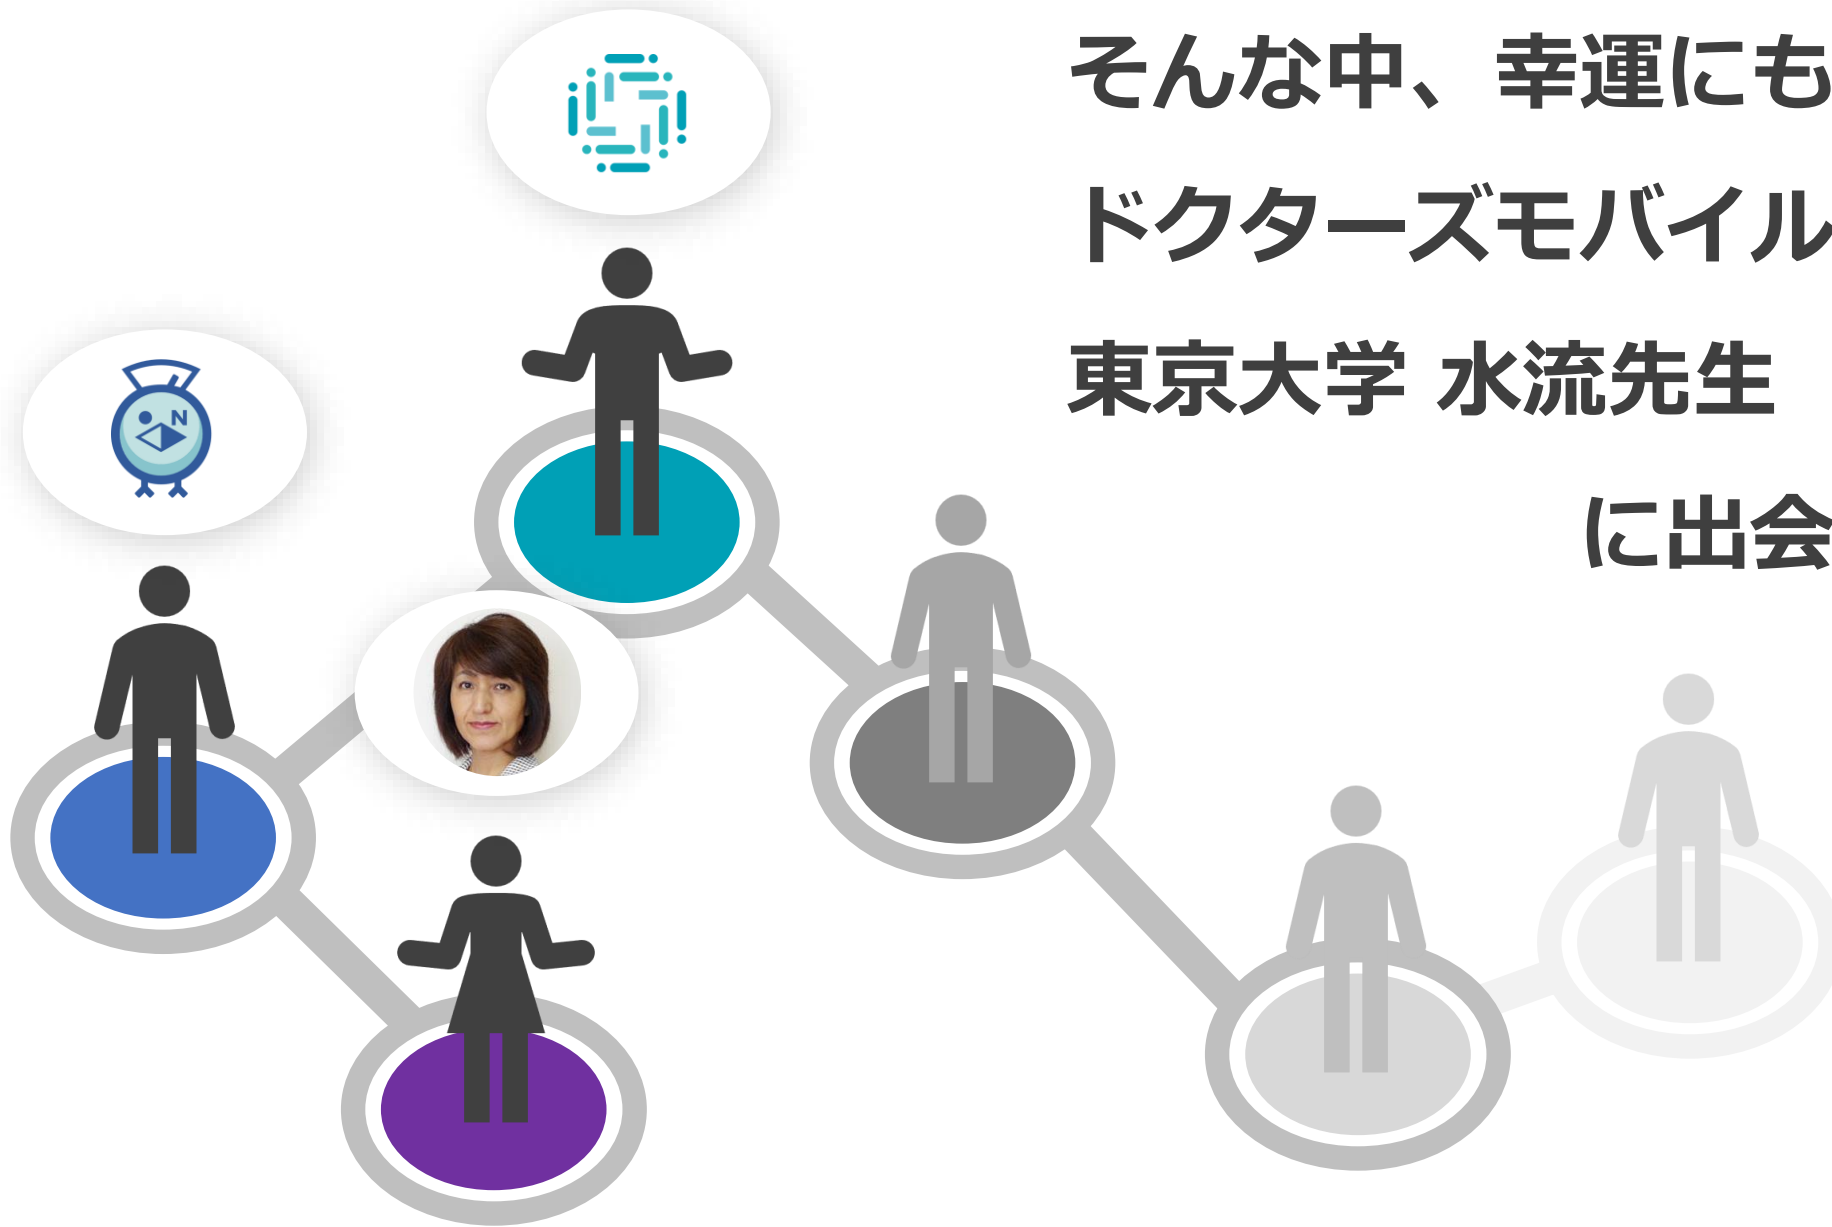 そんな中、幸運にも
ドクターズモバイル
東京大学 水流先生
に出会
N